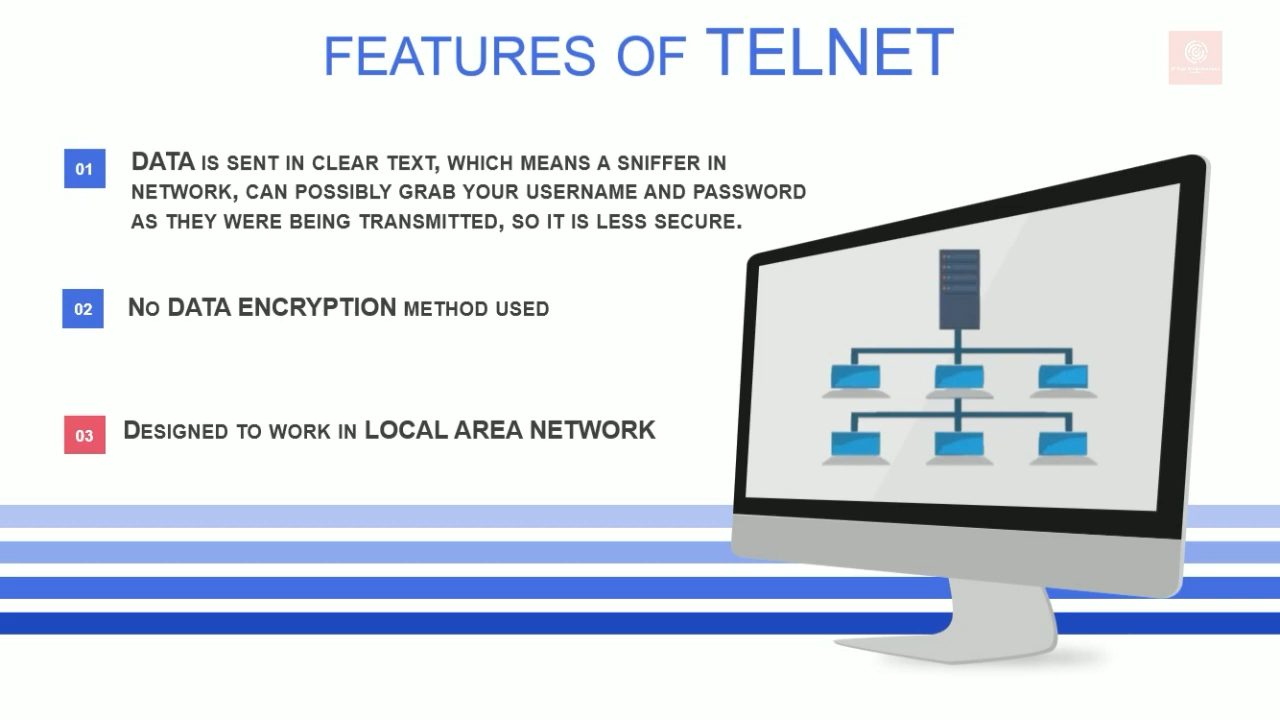 FEATURES OF TELNET
01
DATA IS SENT IN CLEAR TEXT, WHICH MEANS A SNIFFER IN
NETWORK, CAN POSSIBLY GRAB YOUR USERNAME AND PASSWORD
AS THEY WERE BEING TRANSMITTED, SO IT IS LESS SECURE.
02
NO DATA ENCRYPTION METHOD USED
03
DESIGNED TO WORK IN LOCAL AREA NETWORK